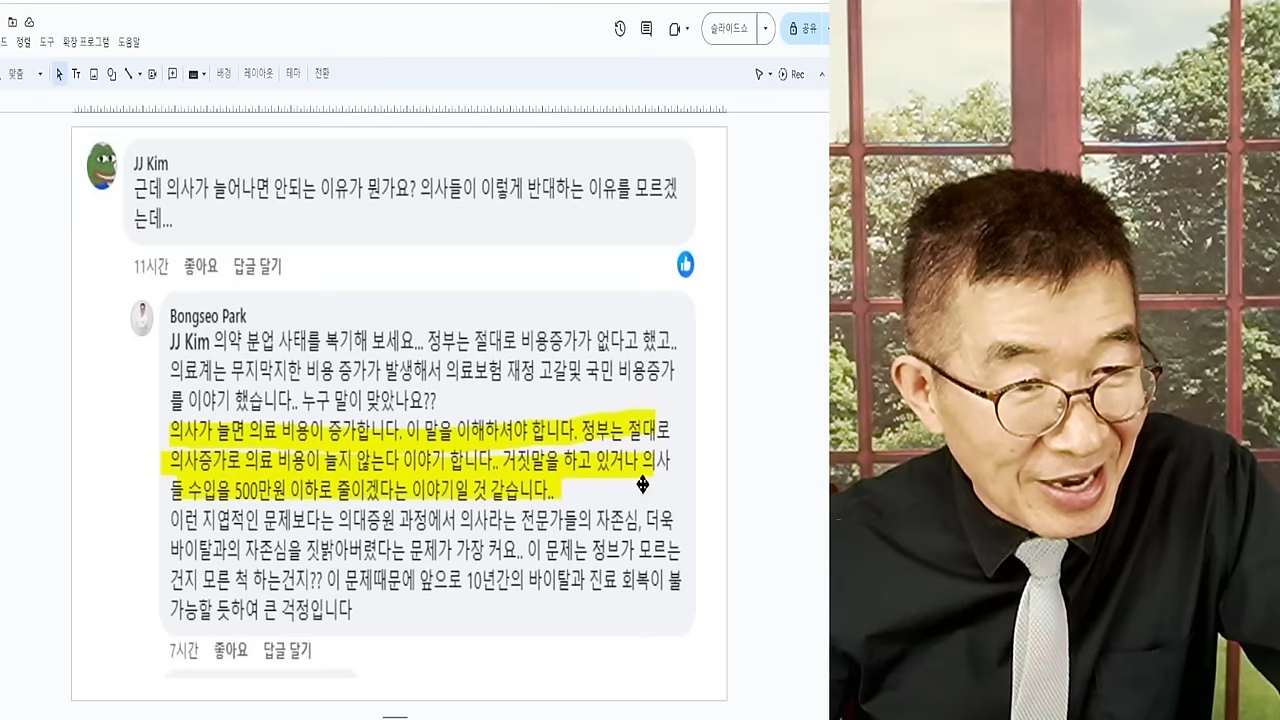 드 정렬 도구 확장 프로그램 도움말
슬라이드쇼
공유
맞춤
Tт
배경 레이아웃 테마 전환
Rec
JJ Kim
근데 의사가 늘어나면 안되는 이유가 뭔가요? 의사들이 이렇게 반대하는 이유를 모르겠
는데...
11시간 좋아요 답글 달기
Bongseo Park
JJ Kim 의약 분업 사태를 복기해 보세요... 정부는 절대로 비용증가가 없다고 했고..
의료계는 무지막지한 비용 증가가 발생해서 의료보험 재정 고갈및 국민 비용증가
를 이야기 했습니다.. 누구 말이 맞았나요??
의사가 늘면 의료 비용이 증가합니다. 이 말을 이해하셔야 합니다. 정부는 절대로
의사증가로 의료 비용이 늘지 않는다 이야기 합니다.. 거짓말을 하고 있거나 의사
들 수입을 500만원 이하로 줄이겠다는 이야기일 것 같습니다..
이런 지엽적인 문제보다는 의대증원 과정에서 의사라는 전문가들의 자존심, 더욱
바이탈과의 자존심을 짓밝아버렸다는 문제가 가장 커요.. 이 문제는 정보가 모르는
건지 모른 척 하는건지?? 이 문제때문에 앞으로 10년간의 바이탈과 진료 회복이 불
가능할 듯하여 큰 걱정입니다
7시간 좋아요 답글 달기